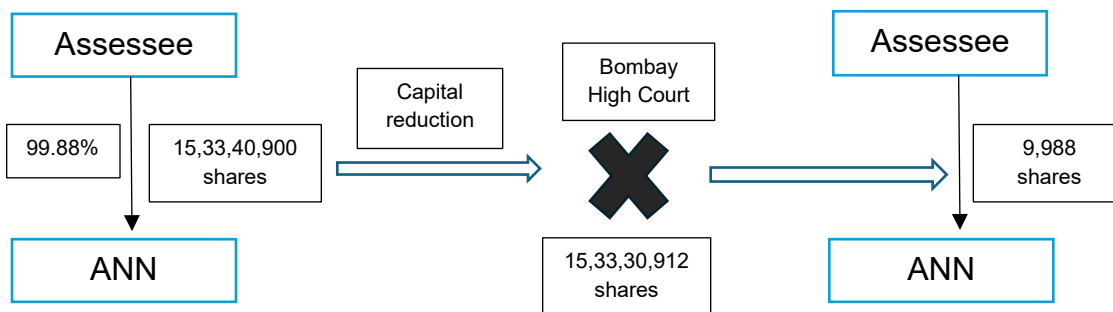 Assessee
99.88%
15,33,40,900
shares
ANN
Capital
reduction
Bombay
High Court
15,33,30,912
shares
Assessee
9,988
shares
ANN